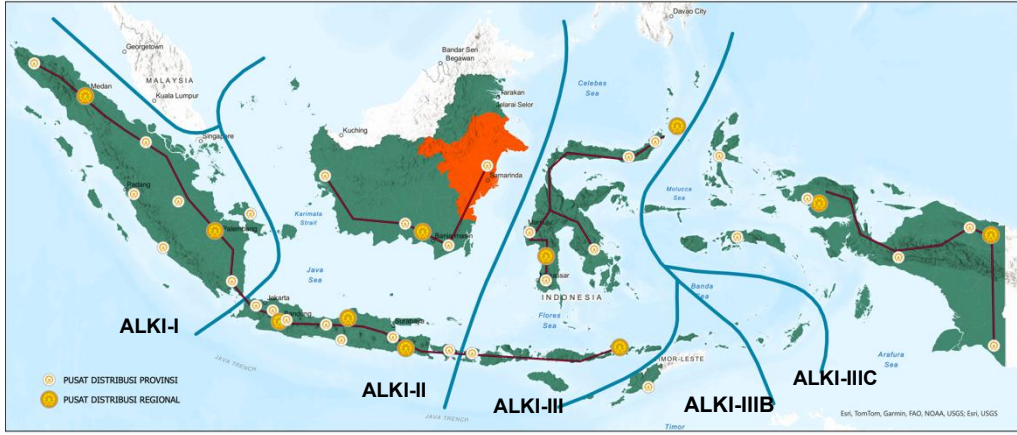 Davao City
Georgetown
MALAYSIA
Kuala Lumpur
Medan
Singapore
Bandar Seri
Begawan
Celebes
Sea
Tarakan
Jelarai Selor
Kuching
Samarinda
Padang
Palembang
Karimata
Strait
Banjarmasin
Molucca
Sea
Java
Sea
Jakarta
Bandung
Surabaya
INDONESIA
Flores
Sea
Banda
Sea
ALKI-I
JAVA TRENCH
TIMOR-LESTE
Arafura
Sea
ALKI-II
ALKI-III
ALKI-IIIB
ALKI-IIIC
PUSAT DISTRIBUSI PROVINSI
PUSAT DISTRIBUSI REGIONAL
JAVA TRENCH
Timor
Esri, TomTom, Garmin, FAO, NOAA, USGS; Esri, USGS